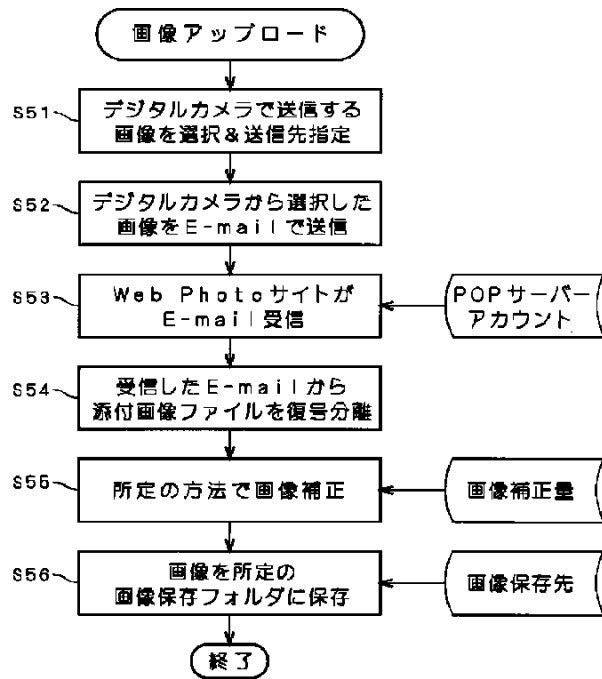 画像アップロード
S51
デジタルカメラで送信する
画像を選択&送信先指定
S52
デジタルカメラから選択した
画像をE-mailで送信
S53
Web Photoサイトが
E-mail受信
POPサーバー
アカウント
S54
受信したE-mailから
添付画像ファイルを復号分離
S55
所定の方法で画像補正
画像補正量
S56
画像を所定の
画像保存フォルダに保存
画像保存先
終了